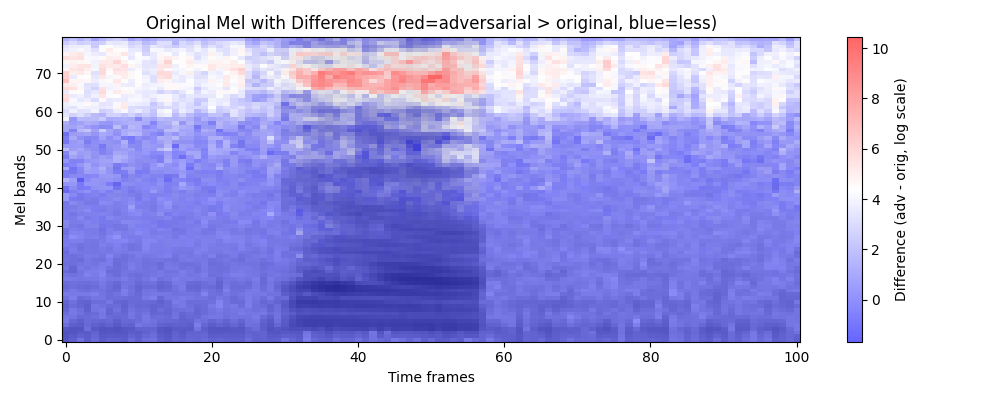 Original Mel with Differences (red=adversarial > original, blue=less)
Mel bands
70
60
50
40
30
20
10
0
0 20 40 60 80 100
Time frames
10
8
6
4
2
0
Difference (adv - orig, log scale)